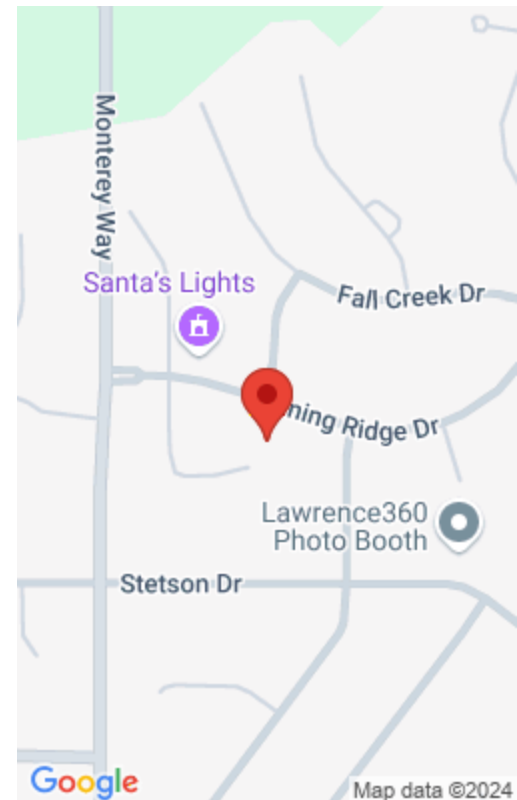 Monterey Way
Santa's Lights
Fall Creek Dr
ning Ridge Dr
Lawrence360
Photo Booth
Stetson Dr
Google
Map data ©2024